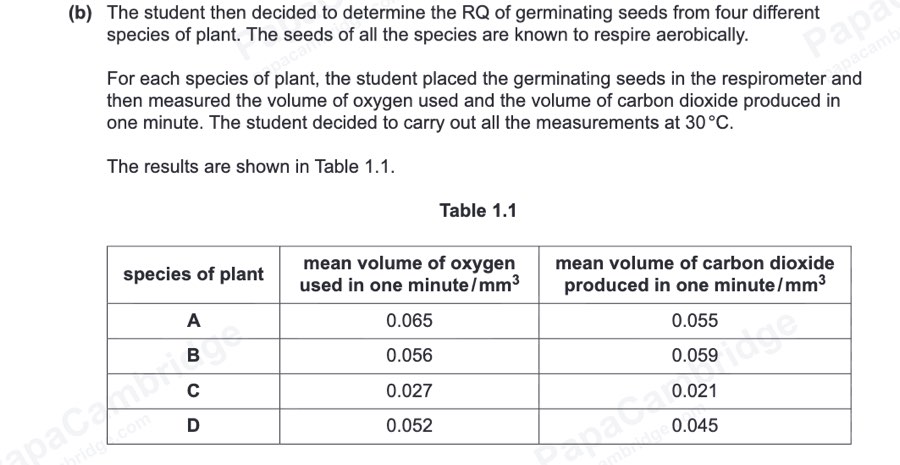 (b) The student then decided to determine the RQ of germinating seeds from four different
species of plant. The seeds of all the species are known to respire aerobically.
For each species of plant, the student placed the germinating seeds in the respirometer and
then measured the volume of oxygen used and the volume of carbon dioxide produced in
one minute. The student decided to carry out all the measurements at 30 °C.
The results are shown in Table 1.1.
Table 1.1
species of plant | mean volume of oxygen used in one minute / mm³ | mean volume of carbon dioxide produced in one minute / mm³
A 0.065 0.055
B 0.056 0.059
C 0.027 0.021
D 0.052 0.045